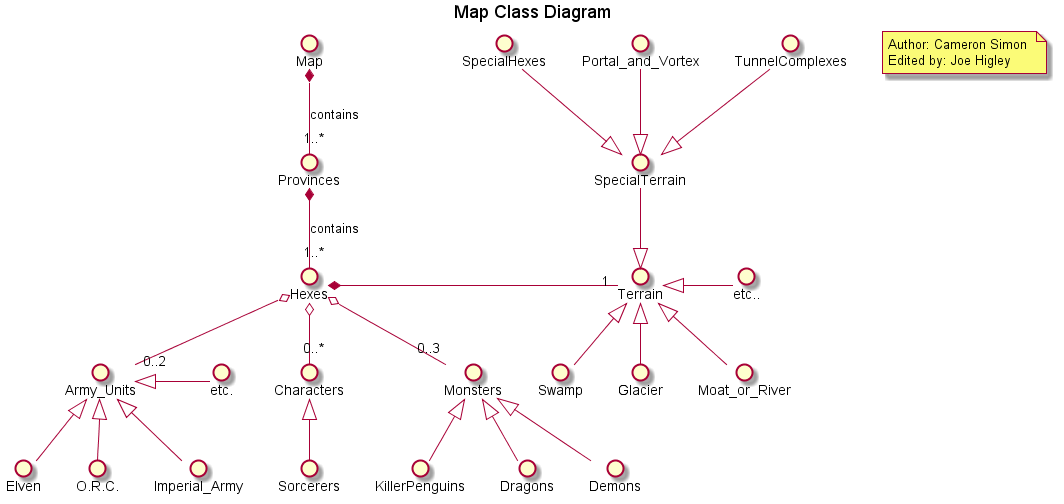 Map Class Diagram
Author: Cameron Simon
Edited by: Joe Higley
Map
SpecialHexes
Portal_and_Vortex
TunnelComplexes
contains
1..*
Provinces
SpecialTerrain
contains
1..*
Hexes
1
Terrain
etc..
0..2
0..*
0..3
Army_Units
etc.
Characters
Monsters
Swamp
Glacier
Moat_or_River
Elven
O.R.C.
Imperial_Army
Sorcerers
KillerPenguins
Dragons
Demons